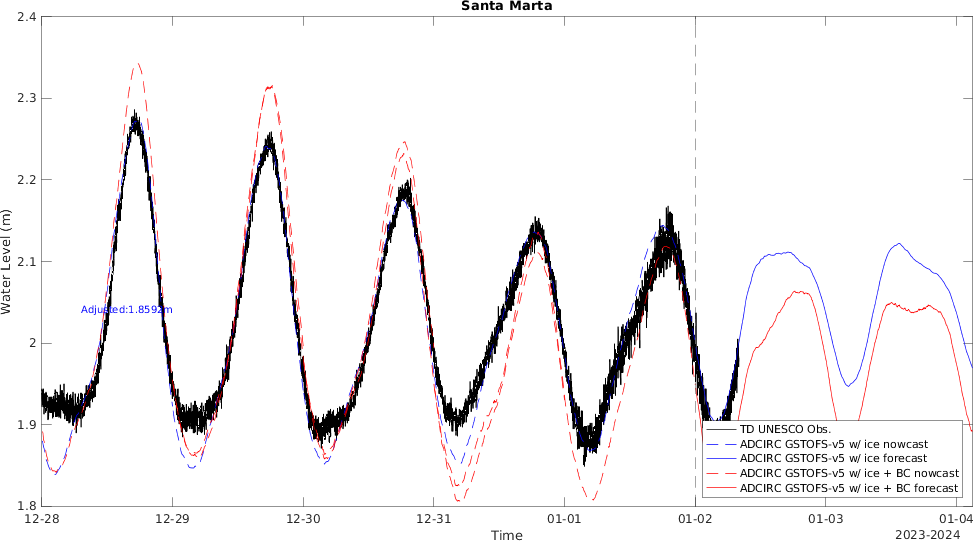 Santa Marta
2.4
2.3
2.2
2.1
2
1.9
1.8
Water Level (m)
Adjusted:1.8592m
TD UNESCO Obs.
ADCIRC GSTOFS-v5 w/ ice nowcast
ADCIRC GSTOFS-v5 w/ ice forecast
ADCIRC GSTOFS-v5 w/ ice + BC nowcast
ADCIRC GSTOFS-v5 w/ ice + BC forecast
12-28 12-29 12-30 12-31 01-01 01-02 01-03 01-04
Time
2023-2024